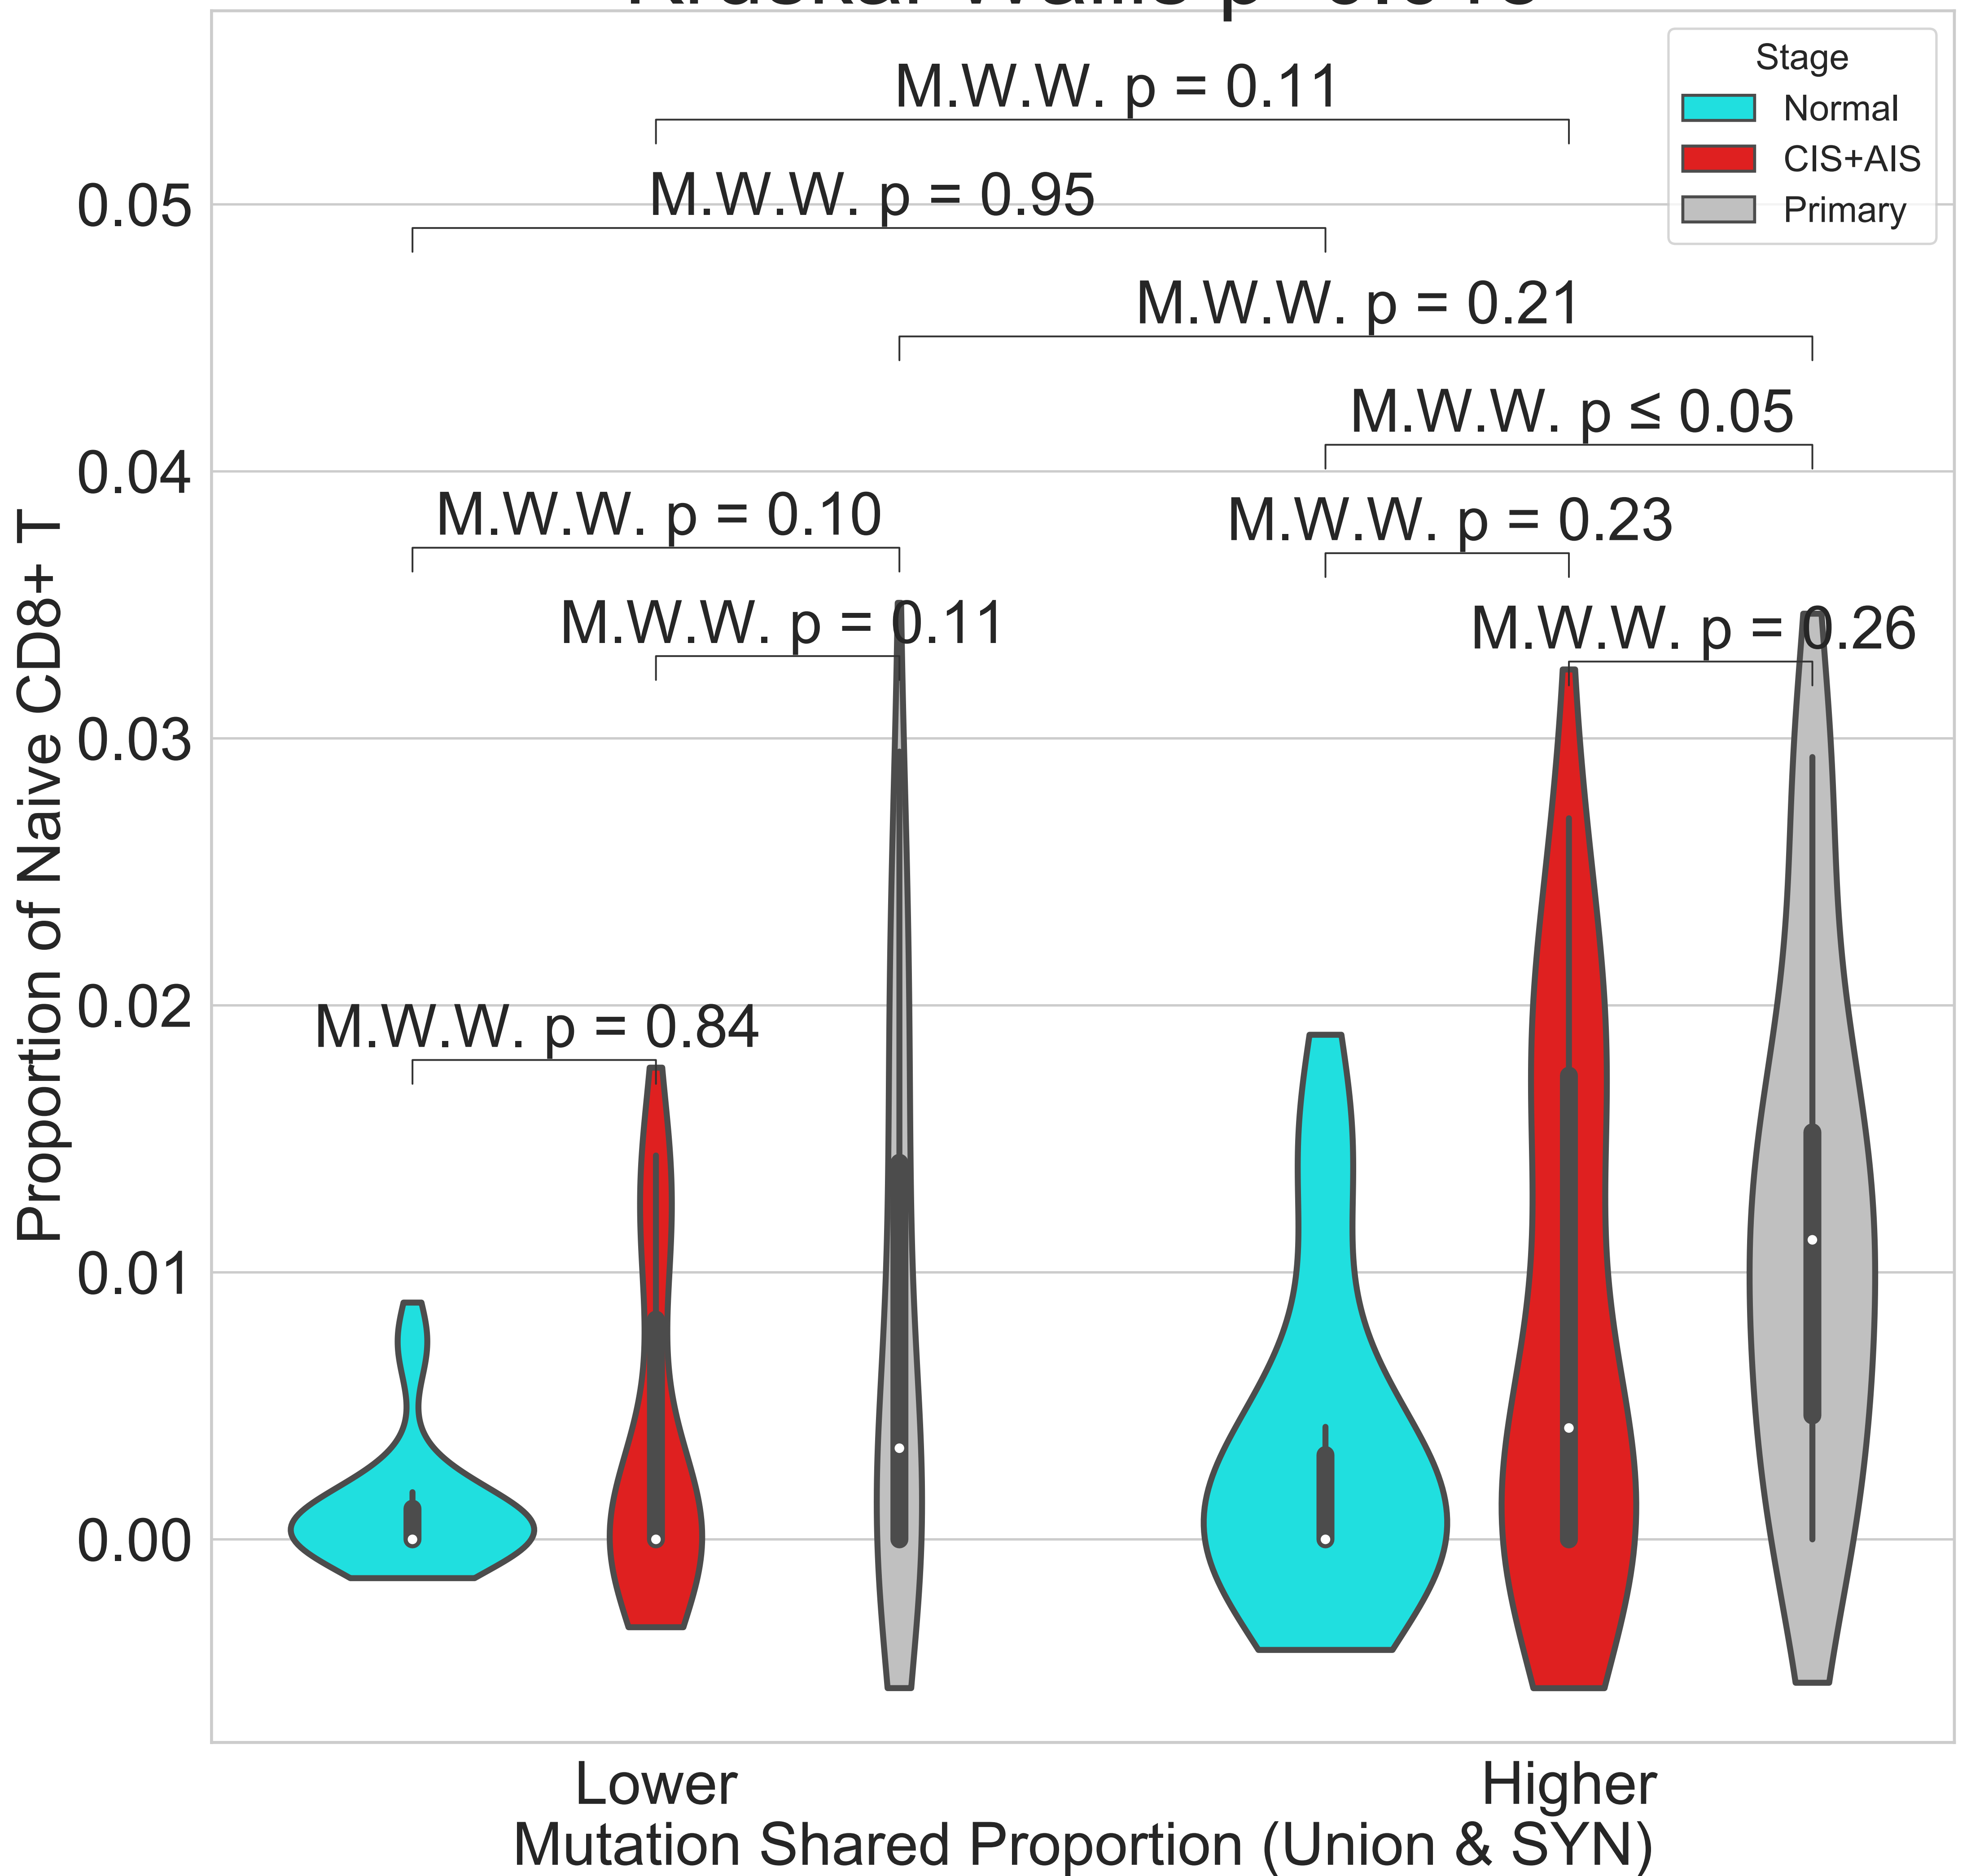 Stage
Normal
CIS+AIS
Primary
M.W.W. p = 0.11
M.W.W. p = 0.95
M.W.W. p = 0.21
M.W.W. p ≤ 0.05
M.W.W. p = 0.10
M.W.W. p = 0.23
M.W.W. p = 0.11
M.W.W. p = 0.26
M.W.W. p = 0.84
0.05
0.04
0.03
0.02
0.01
0.00
Proportion of Naive CD8+ T
Lower
Higher
Mutation Shared Proportion (Union & SYN)